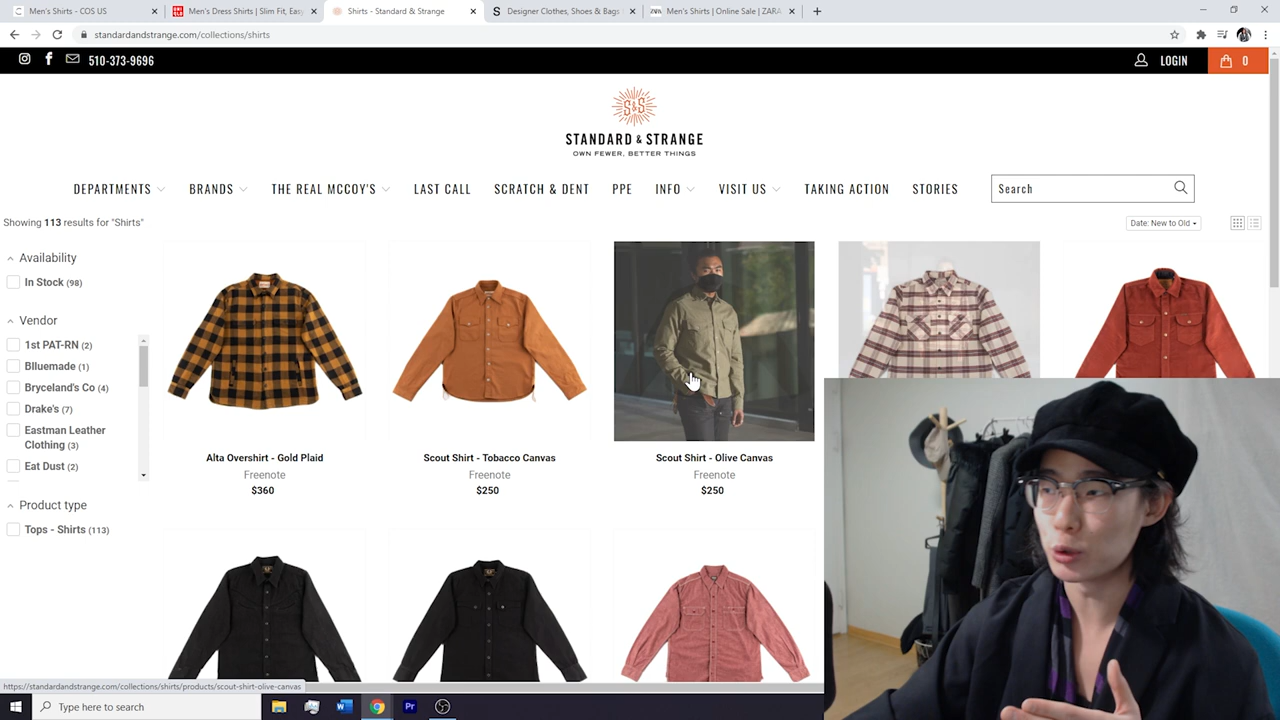 Men's Shirts - COS US
Men's Dress Shirts | Slim Fit, Easy
Shirts - Standard & Strange
Designer Clothes, Shoes & Bags
Men's Shirts | Online Sale | ZARA
standardandstrange.com/collections/shirts
510-373-9696
LOGIN
0
S&S
STANDARD & STRANGE
OWN FEWER, BETTER THINGS
DEPARTMENTS BRANDS THE REAL MCCOY'S LAST CALL SCRATCH & DENT PPE INFO VISIT US TAKING ACTION STORIES Search
Showing 113 results for "Shirts"
Date: New to Old
Availability
In Stock (98)
Vendor
1st PAT-RN (2)
Blluemade (1)
Bryceland's Co (4)
Drake's (7)
Eastman Leather
Clothing (3)
Eat Dust (2)
Product type
Tops - Shirts (113)
Alta Overshirt - Gold Plaid
Freenote
$360
Scout Shirt - Tobacco Canvas
Freenote
$250
Scout Shirt - Olive Canvas
Freenote
$250
https://standardandstrange.com/collections/shirts/products/scout-shirt-olive-canvas
Type here to search